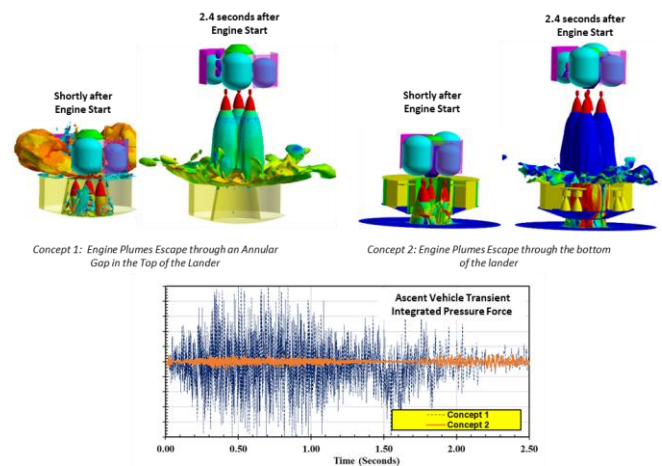 2.4 seconds after
Engine Start
Shortly after
Engine Start
2.4 seconds after
Engine Start
Shortly after
Engine Start
Concept 1: Engine Plumes Escape through an Annular
Gap in the Top of the Lander
Concept 2: Engine Plumes Escape through the bottom
of the lander
Ascent Vehicle Transient
Integrated Pressure Force
Concept 1
Concept 2
0.00 0.50 1.00 1.50 2.00 2.50
Time (Seconds)